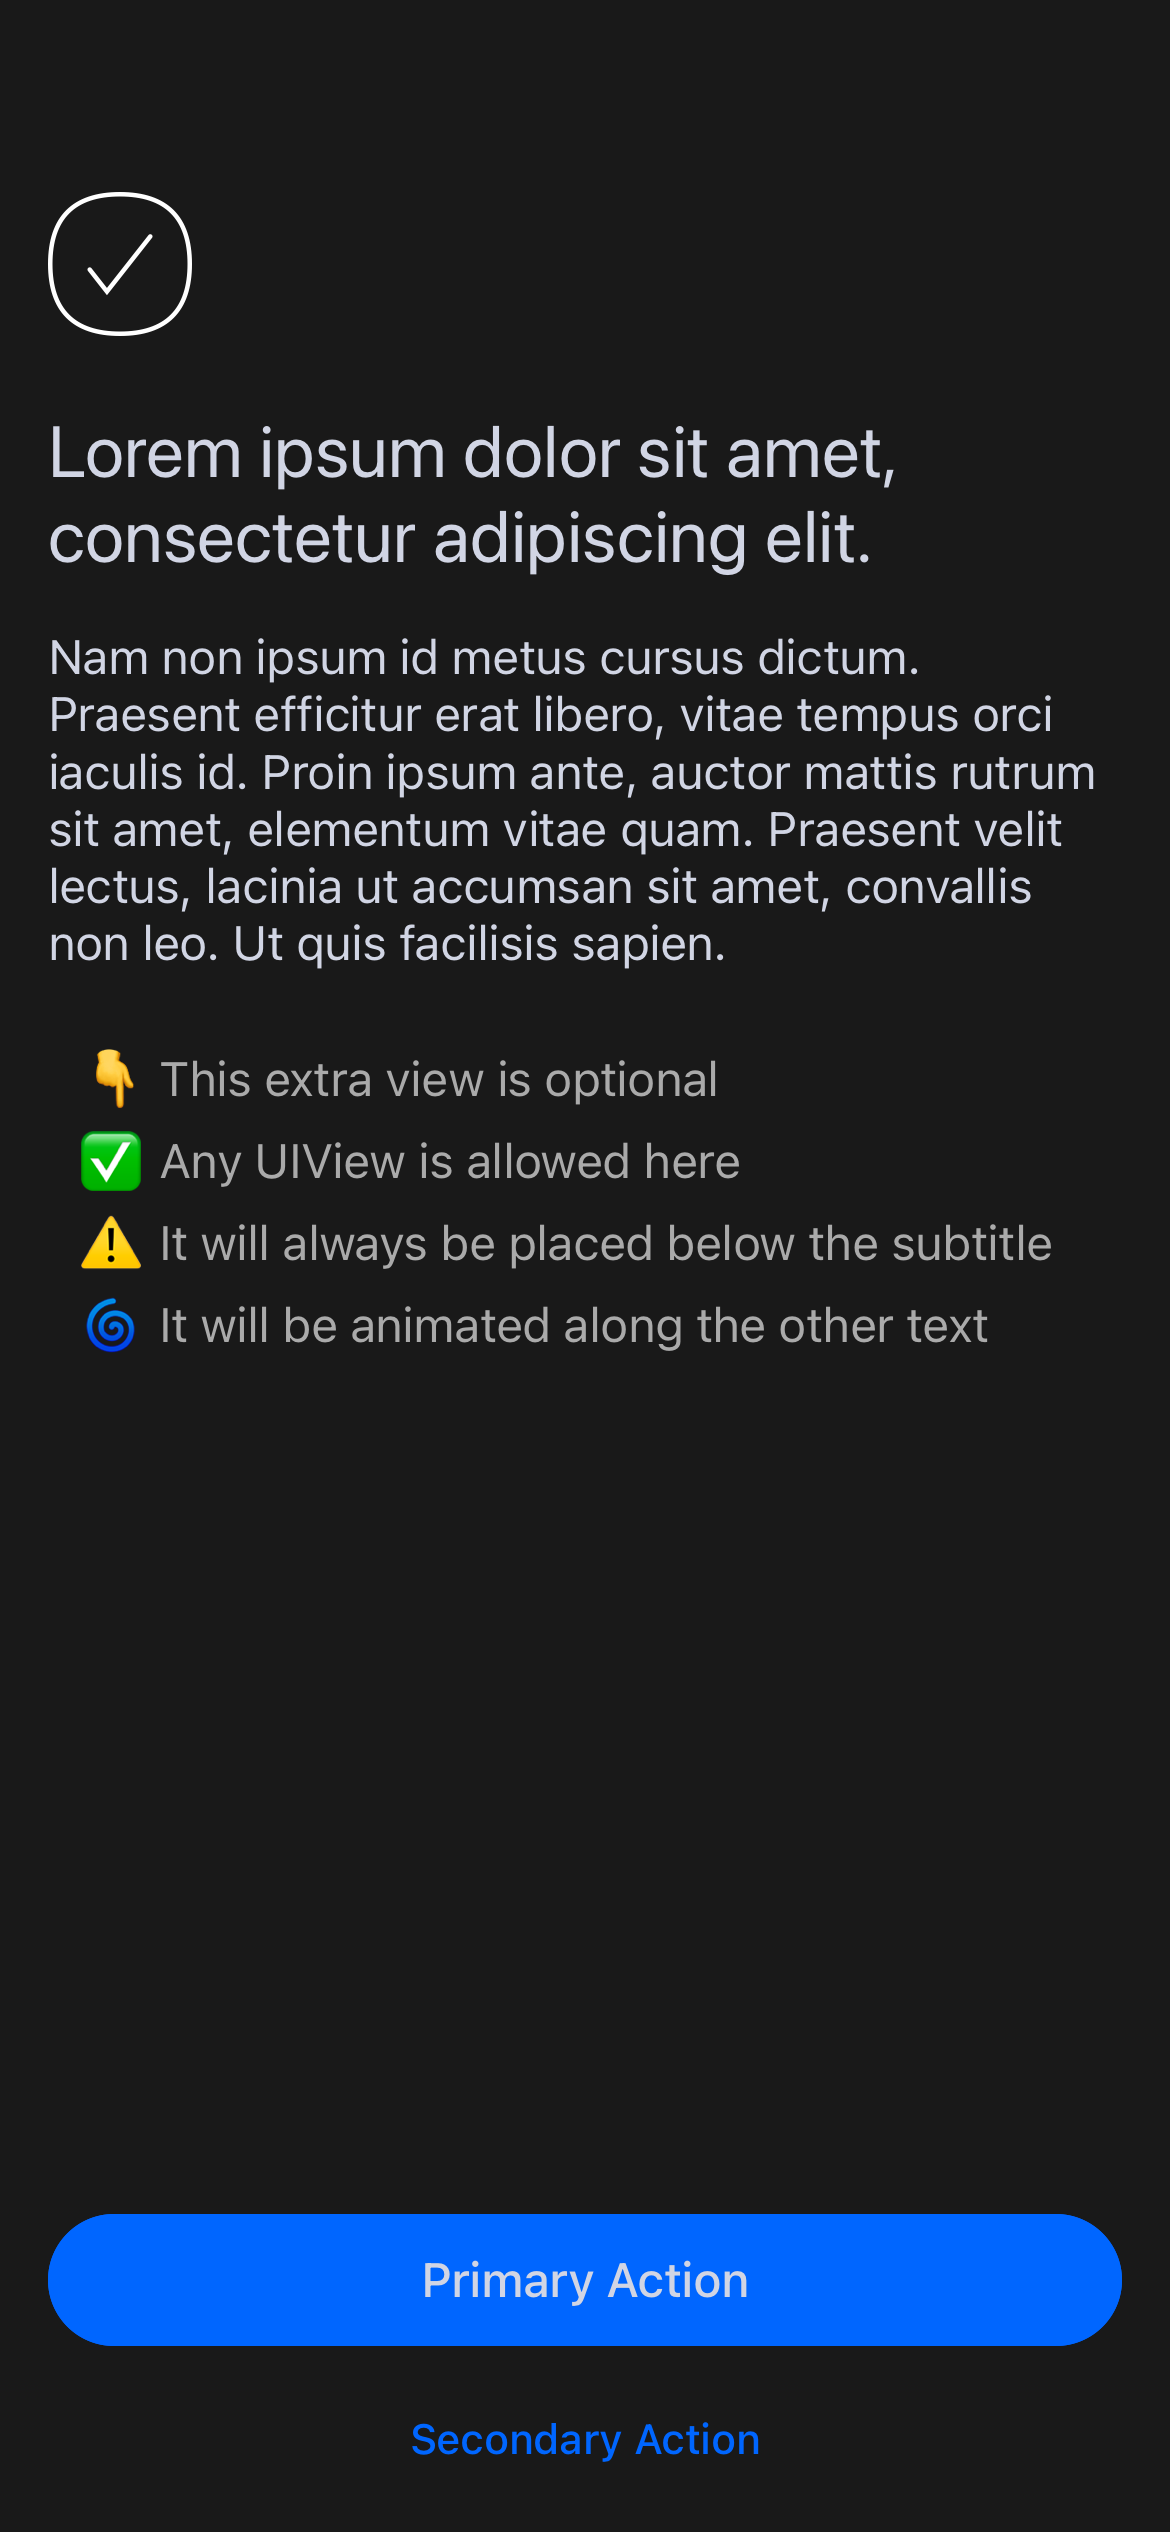 Lorem ipsum dolor sit amet,
consectetur adipiscing elit.
Nam non ipsum id metus cursus dictum.
Praesent efficitur erat libero, vitae tempus orci
iaculis id. Proin ipsum ante, auctor mattis rutrum
sit amet, elementum vitae quam. Praesent velit
lectus, lacinia ut accumsan sit amet, convallis
non leo. Ut quis facilisis sapien.
👇 This extra view is optional
✅ Any UIView is allowed here
⚠️ It will always be placed below the subtitle
🌀 It will be animated along the other text
Primary Action
Secondary Action